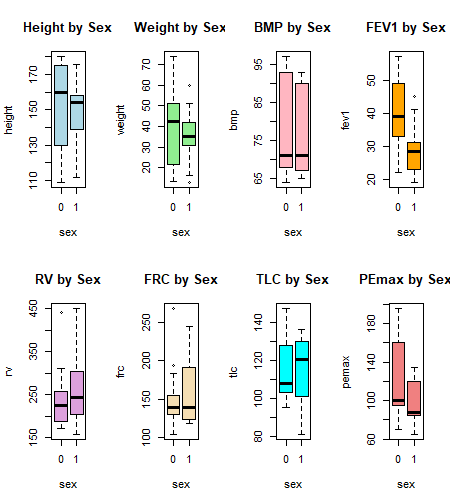 Height by Sex
height
110 130 150 170
0 1
sex
Weight by Sex
weight
20 30 40 50 60 70
0 1
sex
BMP by Sex
bmp
65 75 85 95
0 1
sex
FEV1 by Sex
fev1
20 30 40 50
0 1
sex
RV by Sex
rv
150 250 350 450
0 1
sex
FRC by Sex
frc
100 150 200 250
0 1
sex
TLC by Sex
tlc
80 100 120 140
0 1
sex
PEmax by Sex
pemax
60 100 140 180
0 1
sex